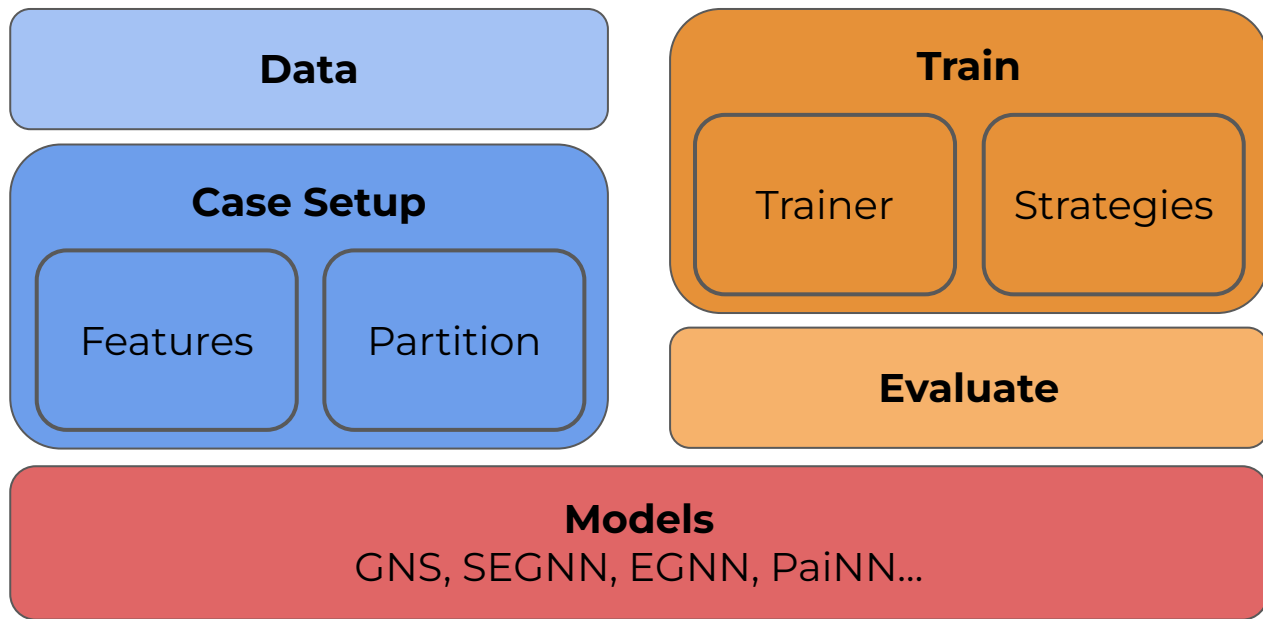 Data
Case Setup
Features
Partition
Train
Trainer
Strategies
Evaluate
Models
GNS, SEGNN, EGNN, PaiNN...